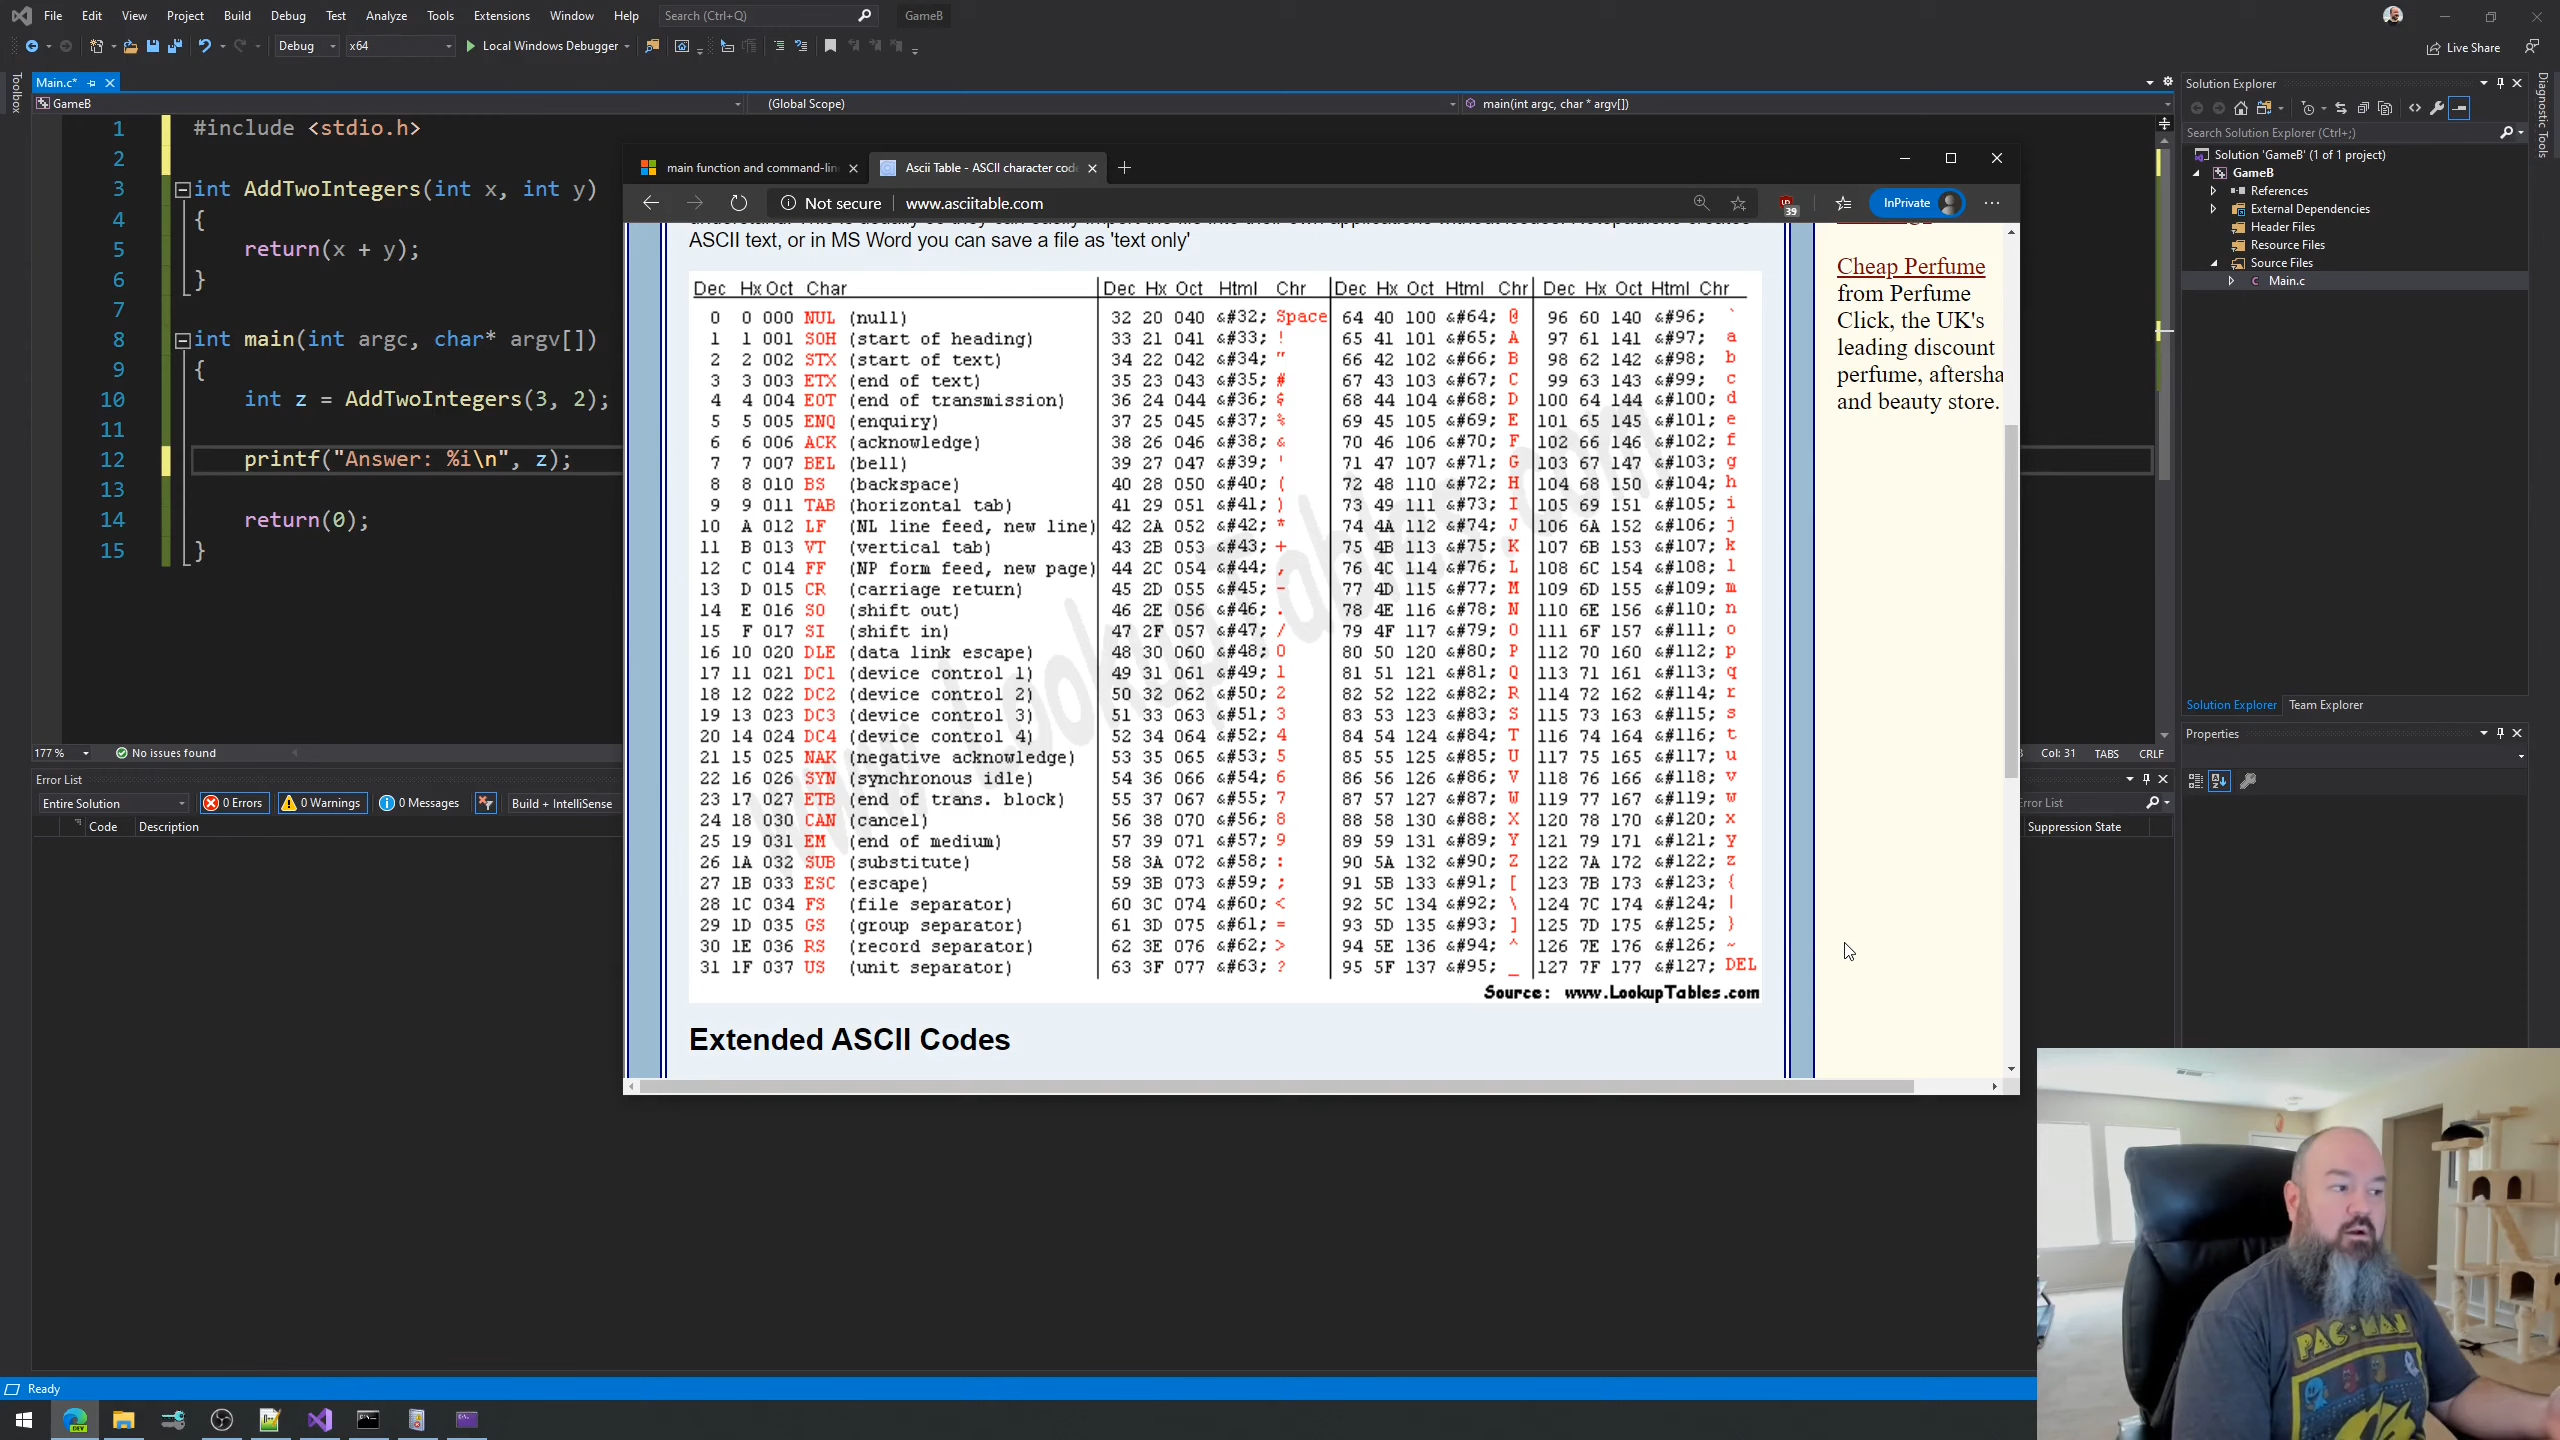 File Edit View Project Build Debug Test Analyze Tools Extensions Window Help Search (Ctrl+Q) GameB
Debug x64 Local Windows Debugger Live Share
Toolbox
Main.c*
GameB (Global Scope) main(int argc, char * argv[])
1 #include <stdio.h>
2
3 int AddTwoIntegers(int x, int y)
4 {
5 return(x + y);
6 }
7
8 int main(int argc, char* argv[])
9 {
10 int z = AddTwoIntegers(3, 2);
11
12 printf("Answer: %i\n", z);
13
14 return(0);
15 }
177 % No issues found
Col: 31 TABS CRLF
Error List
Entire Solution 0 Errors 0 Warnings 0 Messages Build + IntelliSense
Code Description
Suppression State
main function and command-lin Ascii Table - ASCII character cod
Not secure www.asciitable.com 39 InPrivate
ASCII text, or in MS Word you can save a file as 'text only'
Dec Hx Oct Char Dec Hx Oct Html Chr Dec Hx Oct Html Chr Dec Hx Oct Html Chr
0 0 000 NUL (null) 32 20 040 &#32; Space 64 40 100 &#64; @ 96 60 140 &#96; `
1 1 001 SOH (start of heading) 33 21 041 &#33; ! 65 41 101 &#65; A 97 61 141 &#97; a
2 2 002 STX (start of text) 34 22 042 &#34; " 66 42 102 &#66; B 98 62 142 &#98; b
3 3 003 ETX (end of text) 35 23 043 &#35; # 67 43 103 &#67; C 99 63 143 &#99; c
4 4 004 EOT (end of transmission) 36 24 044 &#36; $ 68 44 104 &#68; D 100 64 144 &#100; d
5 5 005 ENQ (enquiry) 37 25 045 &#37; % 69 45 105 &#69; E 101 65 145 &#101; e
6 6 006 ACK (acknowledge) 38 26 046 &#38; & 70 46 106 &#70; F 102 66 146 &#102; f
7 7 007 BEL (bell) 39 27 047 &#39; ' 71 47 107 &#71; G 103 67 147 &#103; g
8 8 010 BS (backspace) 40 28 050 &#40; ( 72 48 110 &#72; H 104 68 150 &#104; h
9 9 011 TAB (horizontal tab) 41 29 051 &#41; ) 73 49 111 &#73; I 105 69 151 &#105; i
10 A 012 LF (NL line feed, new line) 42 2A 052 &#42; * 74 4A 112 &#74; J 106 6A 152 &#106; j
11 B 013 VT (vertical tab) 43 2B 053 &#43; + 75 4B 113 &#75; K 107 6B 153 &#107; k
12 C 014 FF (NP form feed, new page) 44 2C 054 &#44; , 76 4C 114 &#76; L 108 6C 154 &#108; l
13 D 015 CR (carriage return) 45 2D 055 &#45; - 77 4D 115 &#77; M 109 6D 155 &#109; m
14 E 016 SO (shift out) 46 2E 056 &#46; . 78 4E 116 &#78; N 110 6E 156 &#110; n
15 F 017 SI (shift in) 47 2F 057 &#47; / 79 4F 117 &#79; O 111 6F 157 &#111; o
16 10 020 DLE (data link escape) 48 30 060 &#48; 0 80 50 120 &#80; P 112 70 160 &#112; p
17 11 021 DC1 (device control 1) 49 31 061 &#49; 1 81 51 121 &#81; Q 113 71 161 &#113; q
18 12 022 DC2 (device control 2) 50 32 062 &#50; 2 82 52 122 &#82; R 114 72 162 &#114; r
19 13 023 DC3 (device control 3) 51 33 063 &#51; 3 83 53 123 &#83; S 115 73 163 &#115; s
20 14 024 DC4 (device control 4) 52 34 064 &#52; 4 84 54 124 &#84; T 116 74 164 &#116; t
21 15 025 NAK (negative acknowledge) 53 35 065 &#53; 5 85 55 125 &#85; U 117 75 165 &#117; u
22 16 026 SYN (synchronous idle) 54 36 066 &#54; 6 86 56 126 &#86; V 118 76 166 &#118; v
23 17 027 ETB (end of trans. block) 55 37 067 &#55; 7 87 57 127 &#87; W 119 77 167 &#119; w
24 18 030 CAN (cancel) 56 38 070 &#56; 8 88 58 130 &#88; X 120 78 170 &#120; x
25 19 031 EM (end of medium) 57 39 071 &#57; 9 89 59 131 &#89; Y 121 79 171 &#121; y
26 1A 032 SUB (substitute) 58 3A 072 &#58; : 90 5A 132 &#90; Z 122 7A 172 &#122; z
27 1B 033 ESC (escape) 59 3B 073 &#59; ; 91 5B 133 &#91; [ 123 7B 173 &#123; {
28 1C 034 FS (file separator) 60 3C 074 &#60; < 92 5C 134 &#92; \ 124 7C 174 &#124; |
29 1D 035 GS (group separator) 61 3D 075 &#61; = 93 5D 135 &#93; ] 125 7D 175 &#125; }
30 1E 036 RS (record separator) 62 3E 076 &#62; > 94 5E 136 &#94; ^ 126 7E 176 &#126; ~
31 1F 037 US (unit separator) 63 3F 077 &#63; ? 95 5F 137 &#95; _ 127 7F 177 &#127; DEL
www.LookupTables.com
Source: www.LookupTables.com
Extended ASCII Codes
Cheap Perfume
from Perfume
Click, the UK's
leading discount
perfume, aftersha
and beauty store.
Solution Explorer
Search Solution Explorer (Ctrl+;)
Solution 'GameB' (1 of 1 project)
GameB
References
External Dependencies
Header Files
Resource Files
Source Files
Main.c
Solution Explorer Team Explorer
Properties
Diagnostic Tools
Error List
PAC-MAN
Ready